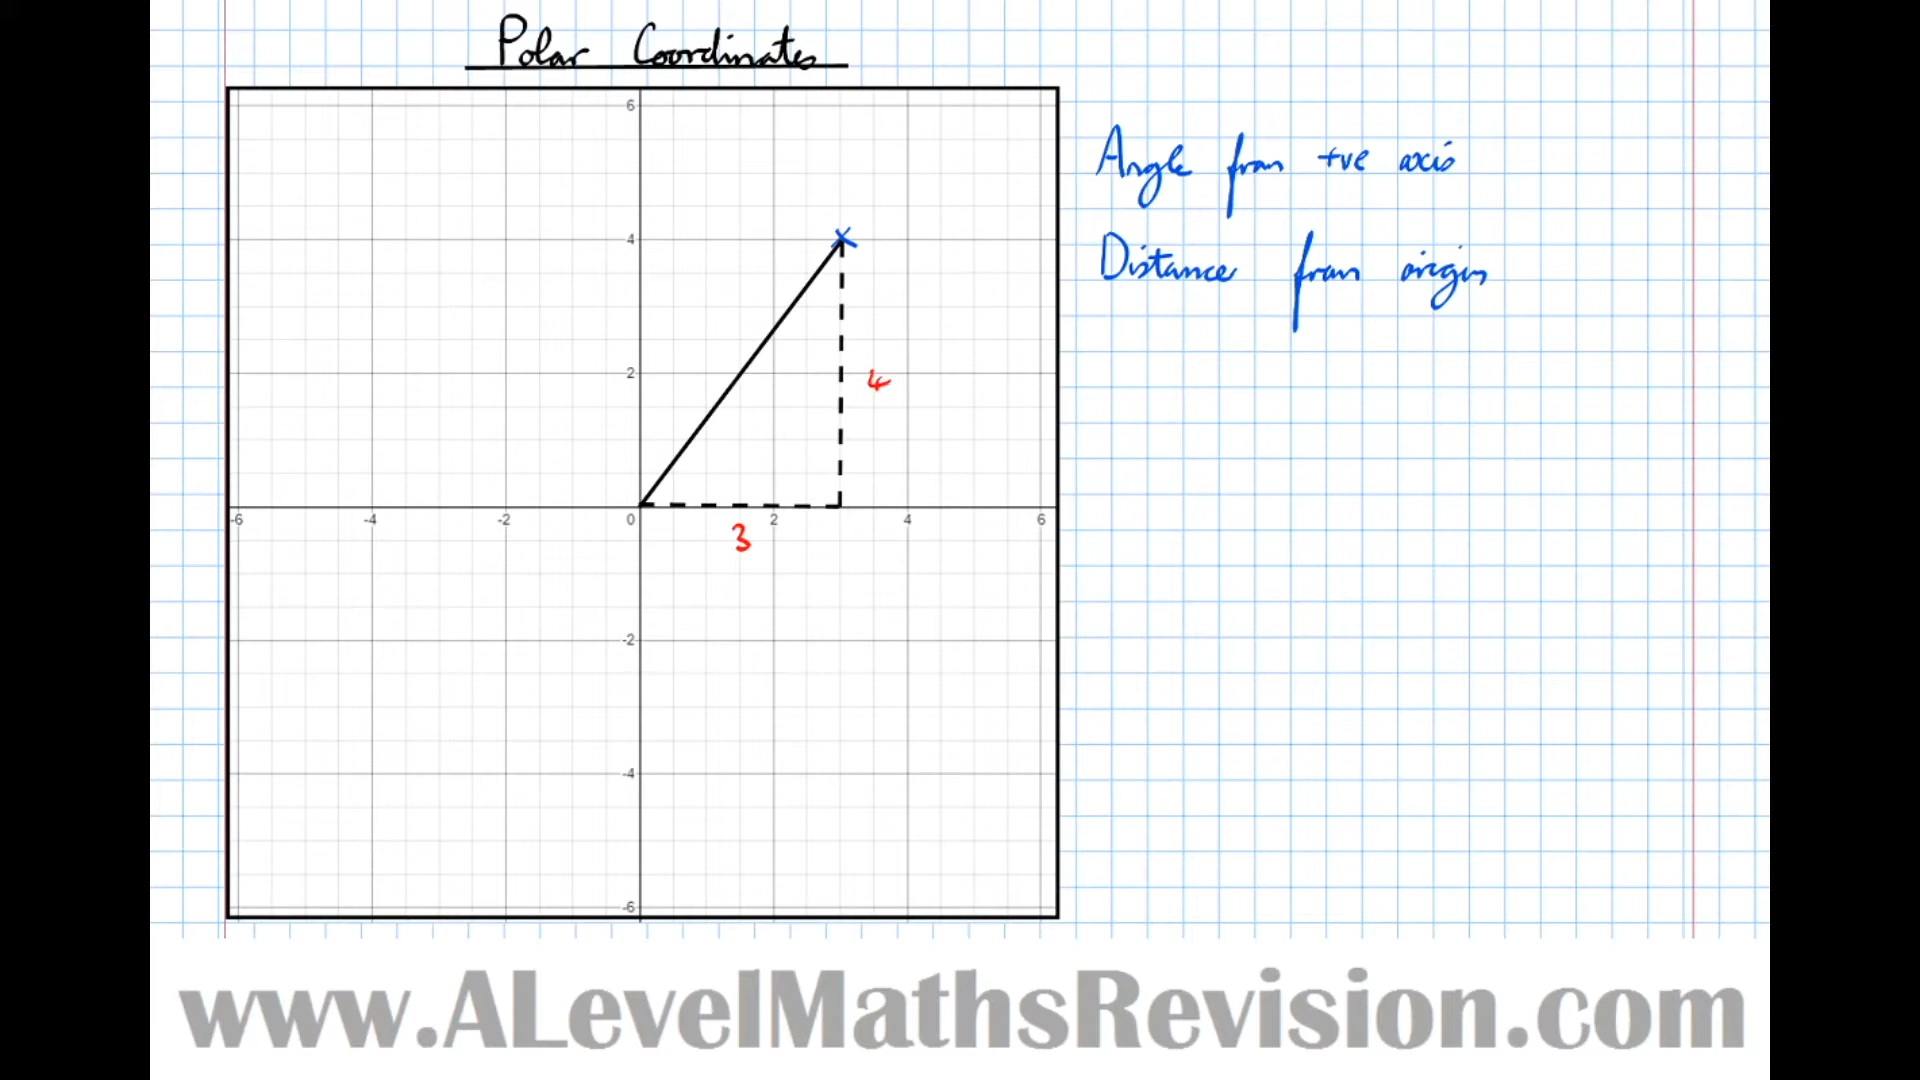 Polar Coordinates
6
Angle from +ve axis
4
Distance from origin
2
4
-6 -4 -2 0 2 4 6
3
-2
-4
-6
www.ALevelMathsRevision.com